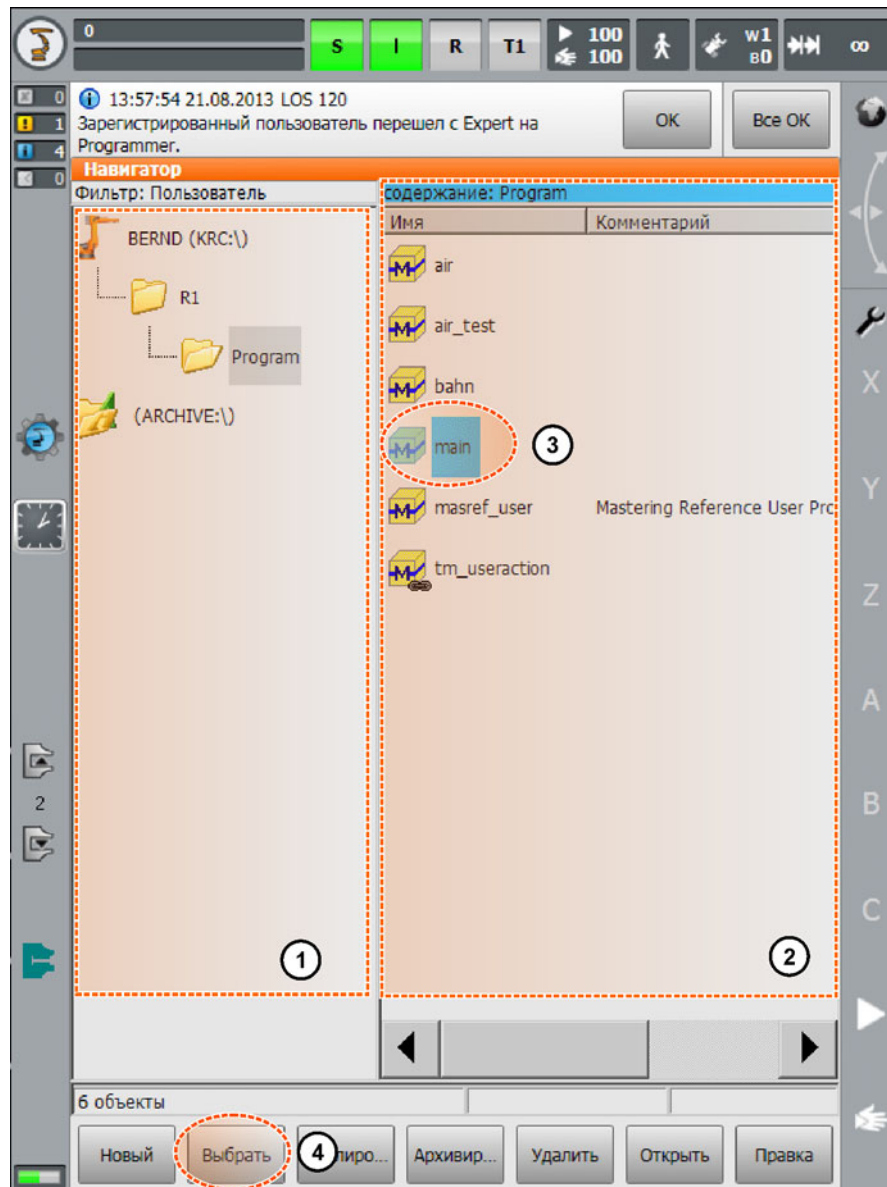 0
S I R T1 100 100 W1 B0 ∞
0
1
4
0
13:57:54 21.08.2013 LOS 120
Зарегистрированный пользователь перешел с Expert на
Programmer.
OK
Все OK
Навигатор
Фильтр: Пользователь
содержание: Program
Имя Комментарий
BERND (KRC:\)
R1
Program
(ARCHIVE:\)
air
air_test
bahn
main
3
masref_user Mastering Reference User Pro
tm_useraction
X
Y
Z
A
B
C
2
1
2
6 объекты
Новый
Выбрать
4
пиро...
Архивир...
Удалить
Открыть
Правка